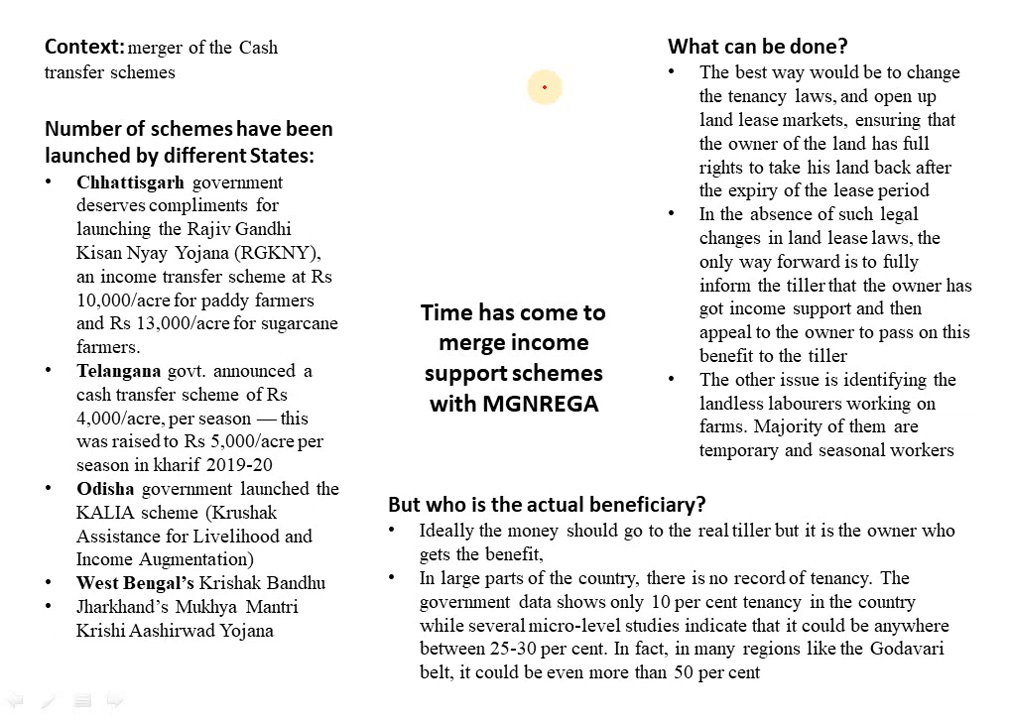 Context: merger of the Cash
transfer schemes
Number of schemes have been
launched by different States:
• Chhattisgarh government
deserves compliments for
launching the Rajiv Gandhi
Kisan Nyay Yojana (RGKNY),
an income transfer scheme at Rs
10,000/acre for paddy farmers
and Rs 13,000/acre for sugarcane
farmers.
• Telangana govt. announced a
cash transfer scheme of Rs
4,000/acre, per season — this
was raised to Rs 5,000/acre per
season in kharif 2019-20
• Odisha government launched the
KALIA scheme (Krushak
Assistance for Livelihood and
Income Augmentation)
• West Bengal's Krishak Bandhu
• Jharkhand's Mukhya Mantri
Krishi Aashirwad Yojana
Time has come to
merge income
support schemes
with MGNREGA
What can be done?
• The best way would be to change
the tenancy laws, and open up
land lease markets, ensuring that
the owner of the land has full
rights to take his land back after
the expiry of the lease period
• In the absence of such legal
changes in land lease laws, the
only way forward is to fully
inform the tiller that the owner has
got income support and then
appeal to the owner to pass on this
benefit to the tiller
• The other issue is identifying the
landless labourers working on
farms. Majority of them are
temporary and seasonal workers
But who is the actual beneficiary?
• Ideally the money should go to the real tiller but it is the owner who
gets the benefit,
• In large parts of the country, there is no record of tenancy. The
government data shows only 10 per cent tenancy in the country
while several micro-level studies indicate that it could be anywhere
between 25-30 per cent. In fact, in many regions like the Godavari
belt, it could be even more than 50 per cent